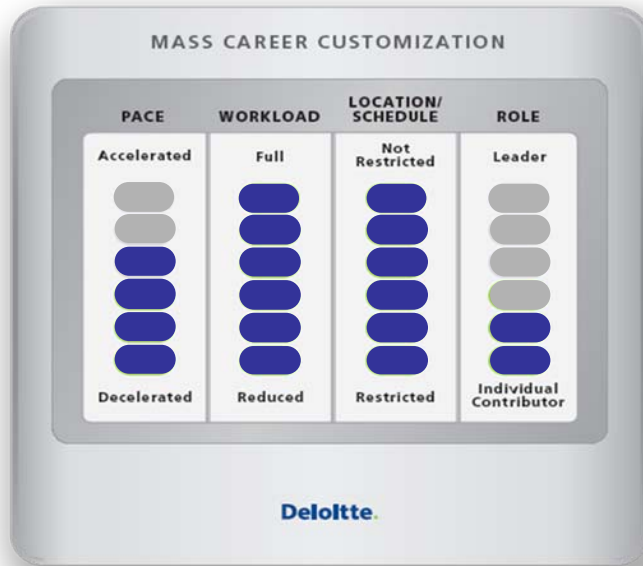 MASS CAREER CUSTOMIZATION
PACE
WORKLOAD
LOCATION/
SCHEDULE
ROLE
Accelerated
Full
Not
Restricted
Leader
Decelerated
Reduced
Restricted
Individual
Contributor
Deloitte.